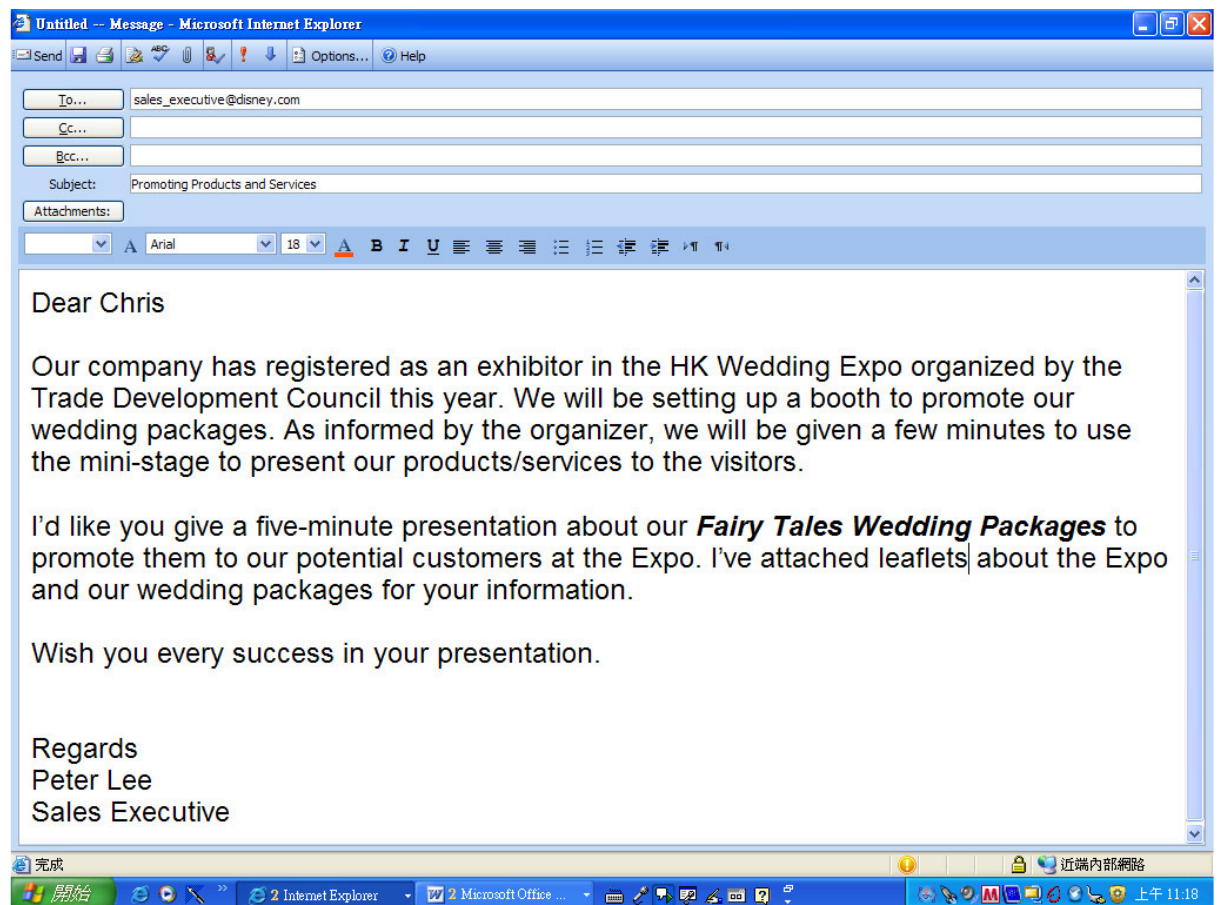 Untitled -- Message - Microsoft Internet Explorer
Send ABC Options... Help
To... sales_executive@disney.com
Cc...
Bcc...
Subject: Promoting Products and Services
Attachments:
A Arial 18 A B I U
Dear Chris
Our company has registered as an exhibitor in the HK Wedding Expo organized by the
Trade Development Council this year. We will be setting up a booth to promote our
wedding packages. As informed by the organizer, we will be given a few minutes to use
the mini-stage to present our products/services to the visitors.
I'd like you give a five-minute presentation about our Fairy Tales Wedding Packages to
promote them to our potential customers at the Expo. I've attached leaflets about the Expo
and our wedding packages for your information.
Wish you every success in your presentation.
Regards
Peter Lee
Sales Executive
完成 近端內部網路
開始 2 Internet Explorer 2 Microsoft Office ... 上午 11:18